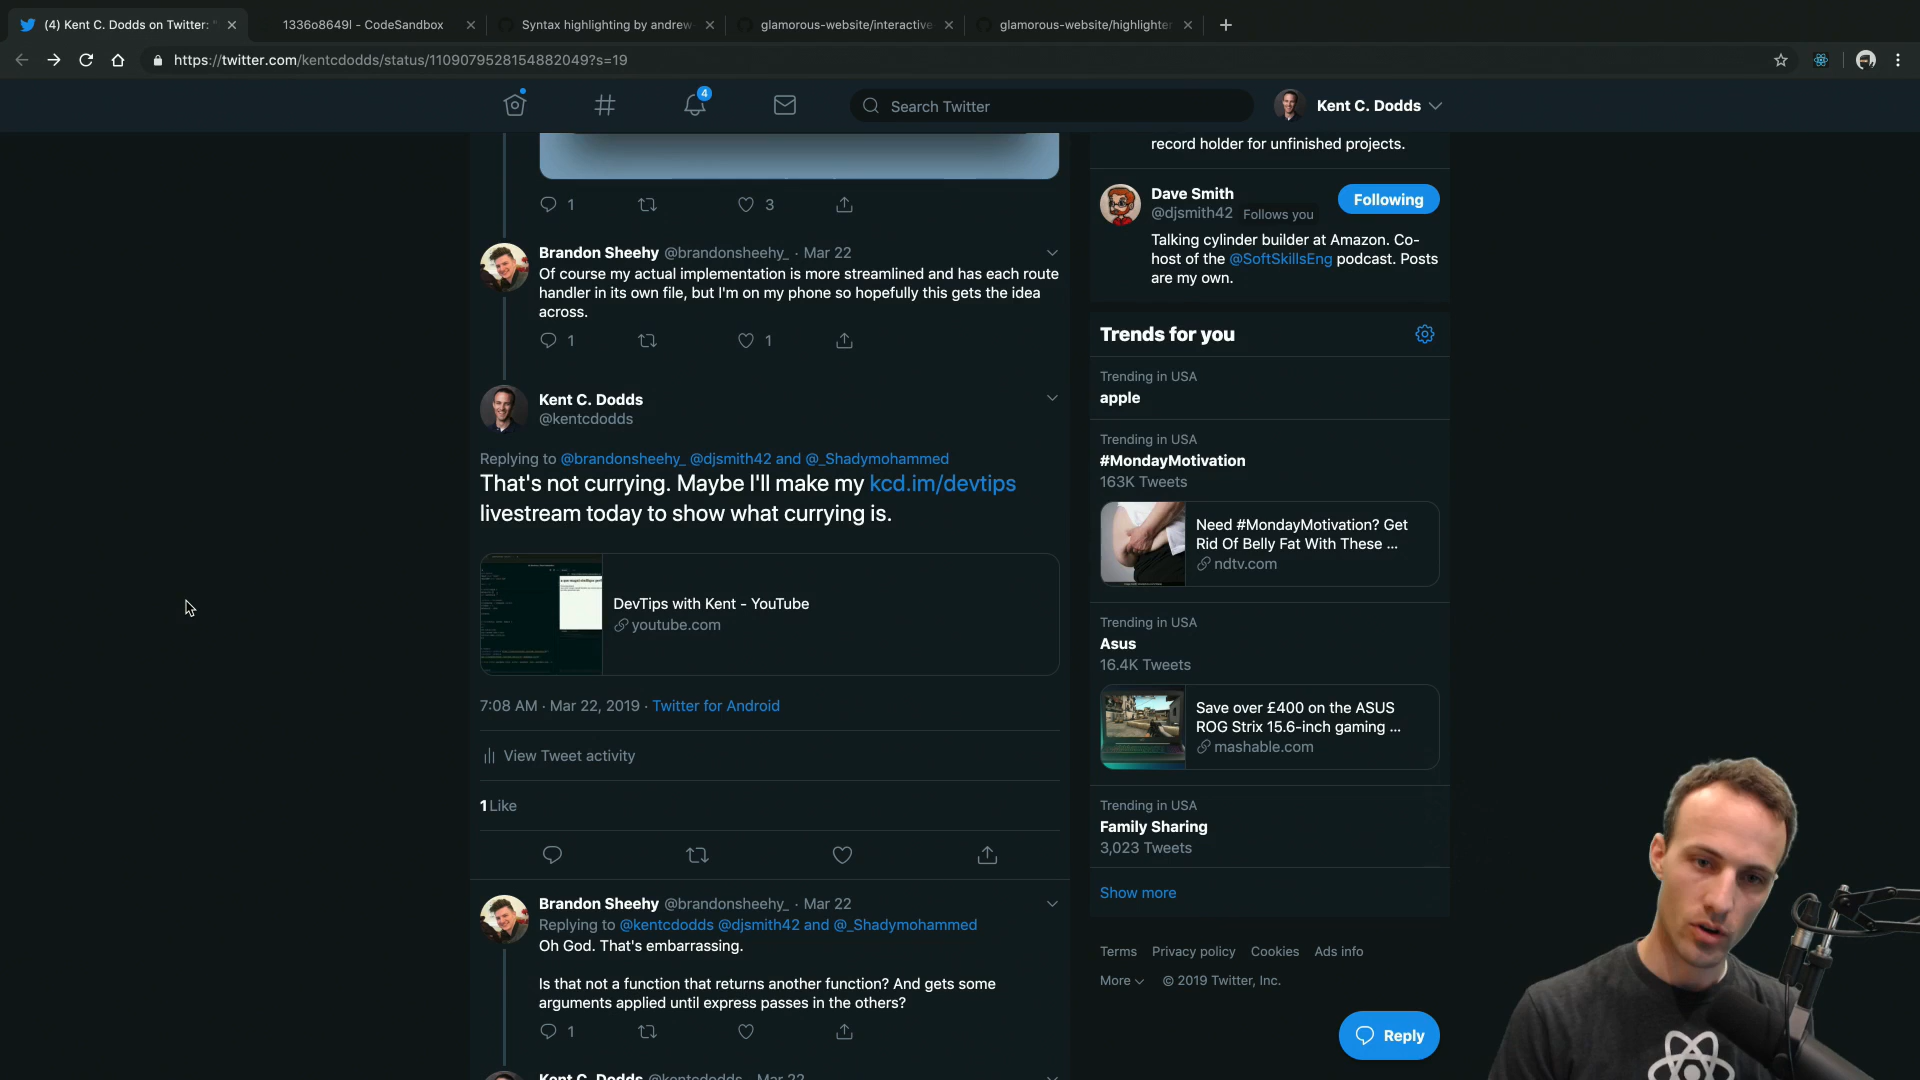 (4) Kent C. Dodds on Twitter: "
1336o8649l - CodeSandbox
Syntax highlighting by andrew-
glamorous-website/interactive
glamorous-website/highlighter
https://twitter.com/kentcdodds/status/1109079528154882049?s=19
4
Search Twitter
Kent C. Dodds
1
3
Brandon Sheehy @brandonsheehy_ · Mar 22
Of course my actual implementation is more streamlined and has each route
handler in its own file, but I'm on my phone so hopefully this gets the idea
across.
1
1
Kent C. Dodds
@kentcdodds
Replying to @brandonsheehy_ @djsmith42 and @_Shadymohammed
That's not currying. Maybe I'll make my kcd.im/devtips
livestream today to show what currying is.
DevTips with Kent - YouTube
youtube.com
7:08 AM · Mar 22, 2019 · Twitter for Android
View Tweet activity
1 Like
Brandon Sheehy @brandonsheehy_ · Mar 22
Replying to @kentcdodds @djsmith42 and @_Shadymohammed
Oh God. That's embarrassing.
Is that not a function that returns another function? And gets some
arguments applied until express passes in the others?
1
Kent C. Dodds @kentcdodds · Mar 22
record holder for unfinished projects.
Dave Smith
@djsmith42 Follows you
Following
Talking cylinder builder at Amazon. Co-
host of the @SoftSkillsEng podcast. Posts
are my own.
Trends for you
Trending in USA
apple
Trending in USA
#MondayMotivation
163K Tweets
Need #MondayMotivation? Get
Rid Of Belly Fat With These ...
ndtv.com
Trending in USA
Asus
16.4K Tweets
Save over £400 on the ASUS
ROG Strix 15.6-inch gaming ...
mashable.com
Trending in USA
Family Sharing
3,023 Tweets
Show more
Terms Privacy policy Cookies Ads info
More © 2019 Twitter, Inc.
Reply